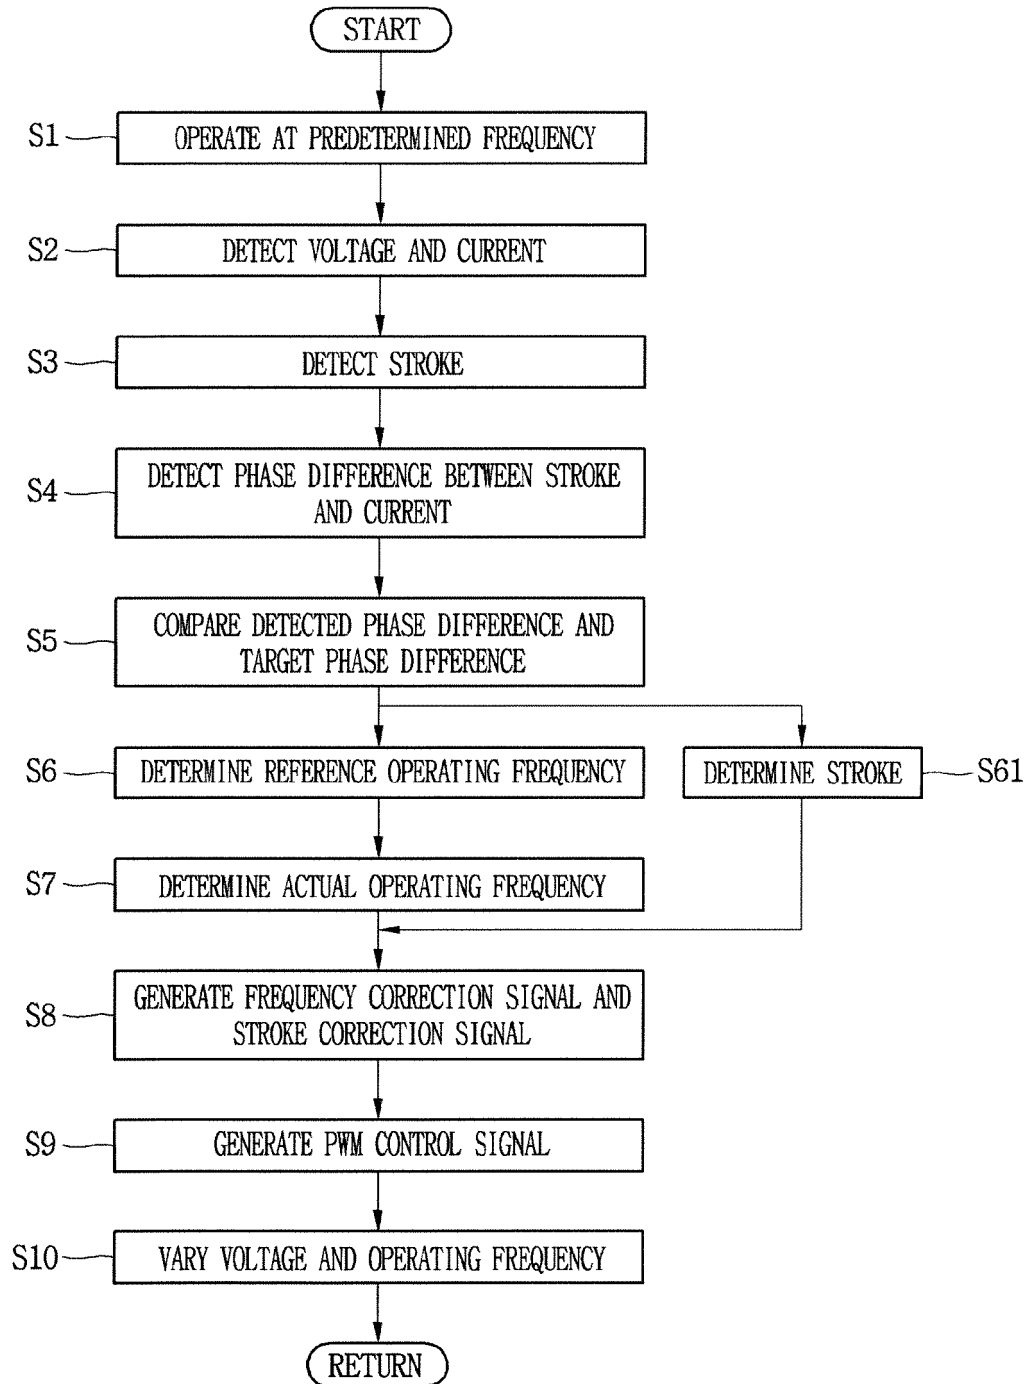 START
S1
OPERATE AT PREDETERMINED FREQUENCY
S2
DETECT VOLTAGE AND CURRENT
S3
DETECT STROKE
S4
DETECT PHASE DIFFERENCE BETWEEN STROKE
AND CURRENT
S5
COMPARE DETECTED PHASE DIFFERENCE AND
TARGET PHASE DIFFERENCE
S6
DETERMINE REFERENCE OPERATING FREQUENCY
DETERMINE STROKE
S61
S7
DETERMINE ACTUAL OPERATING FREQUENCY
S8
GENERATE FREQUENCY CORRECTION SIGNAL AND
STROKE CORRECTION SIGNAL
S9
GENERATE PWM CONTROL SIGNAL
S10
VARY VOLTAGE AND OPERATING FREQUENCY
RETURN